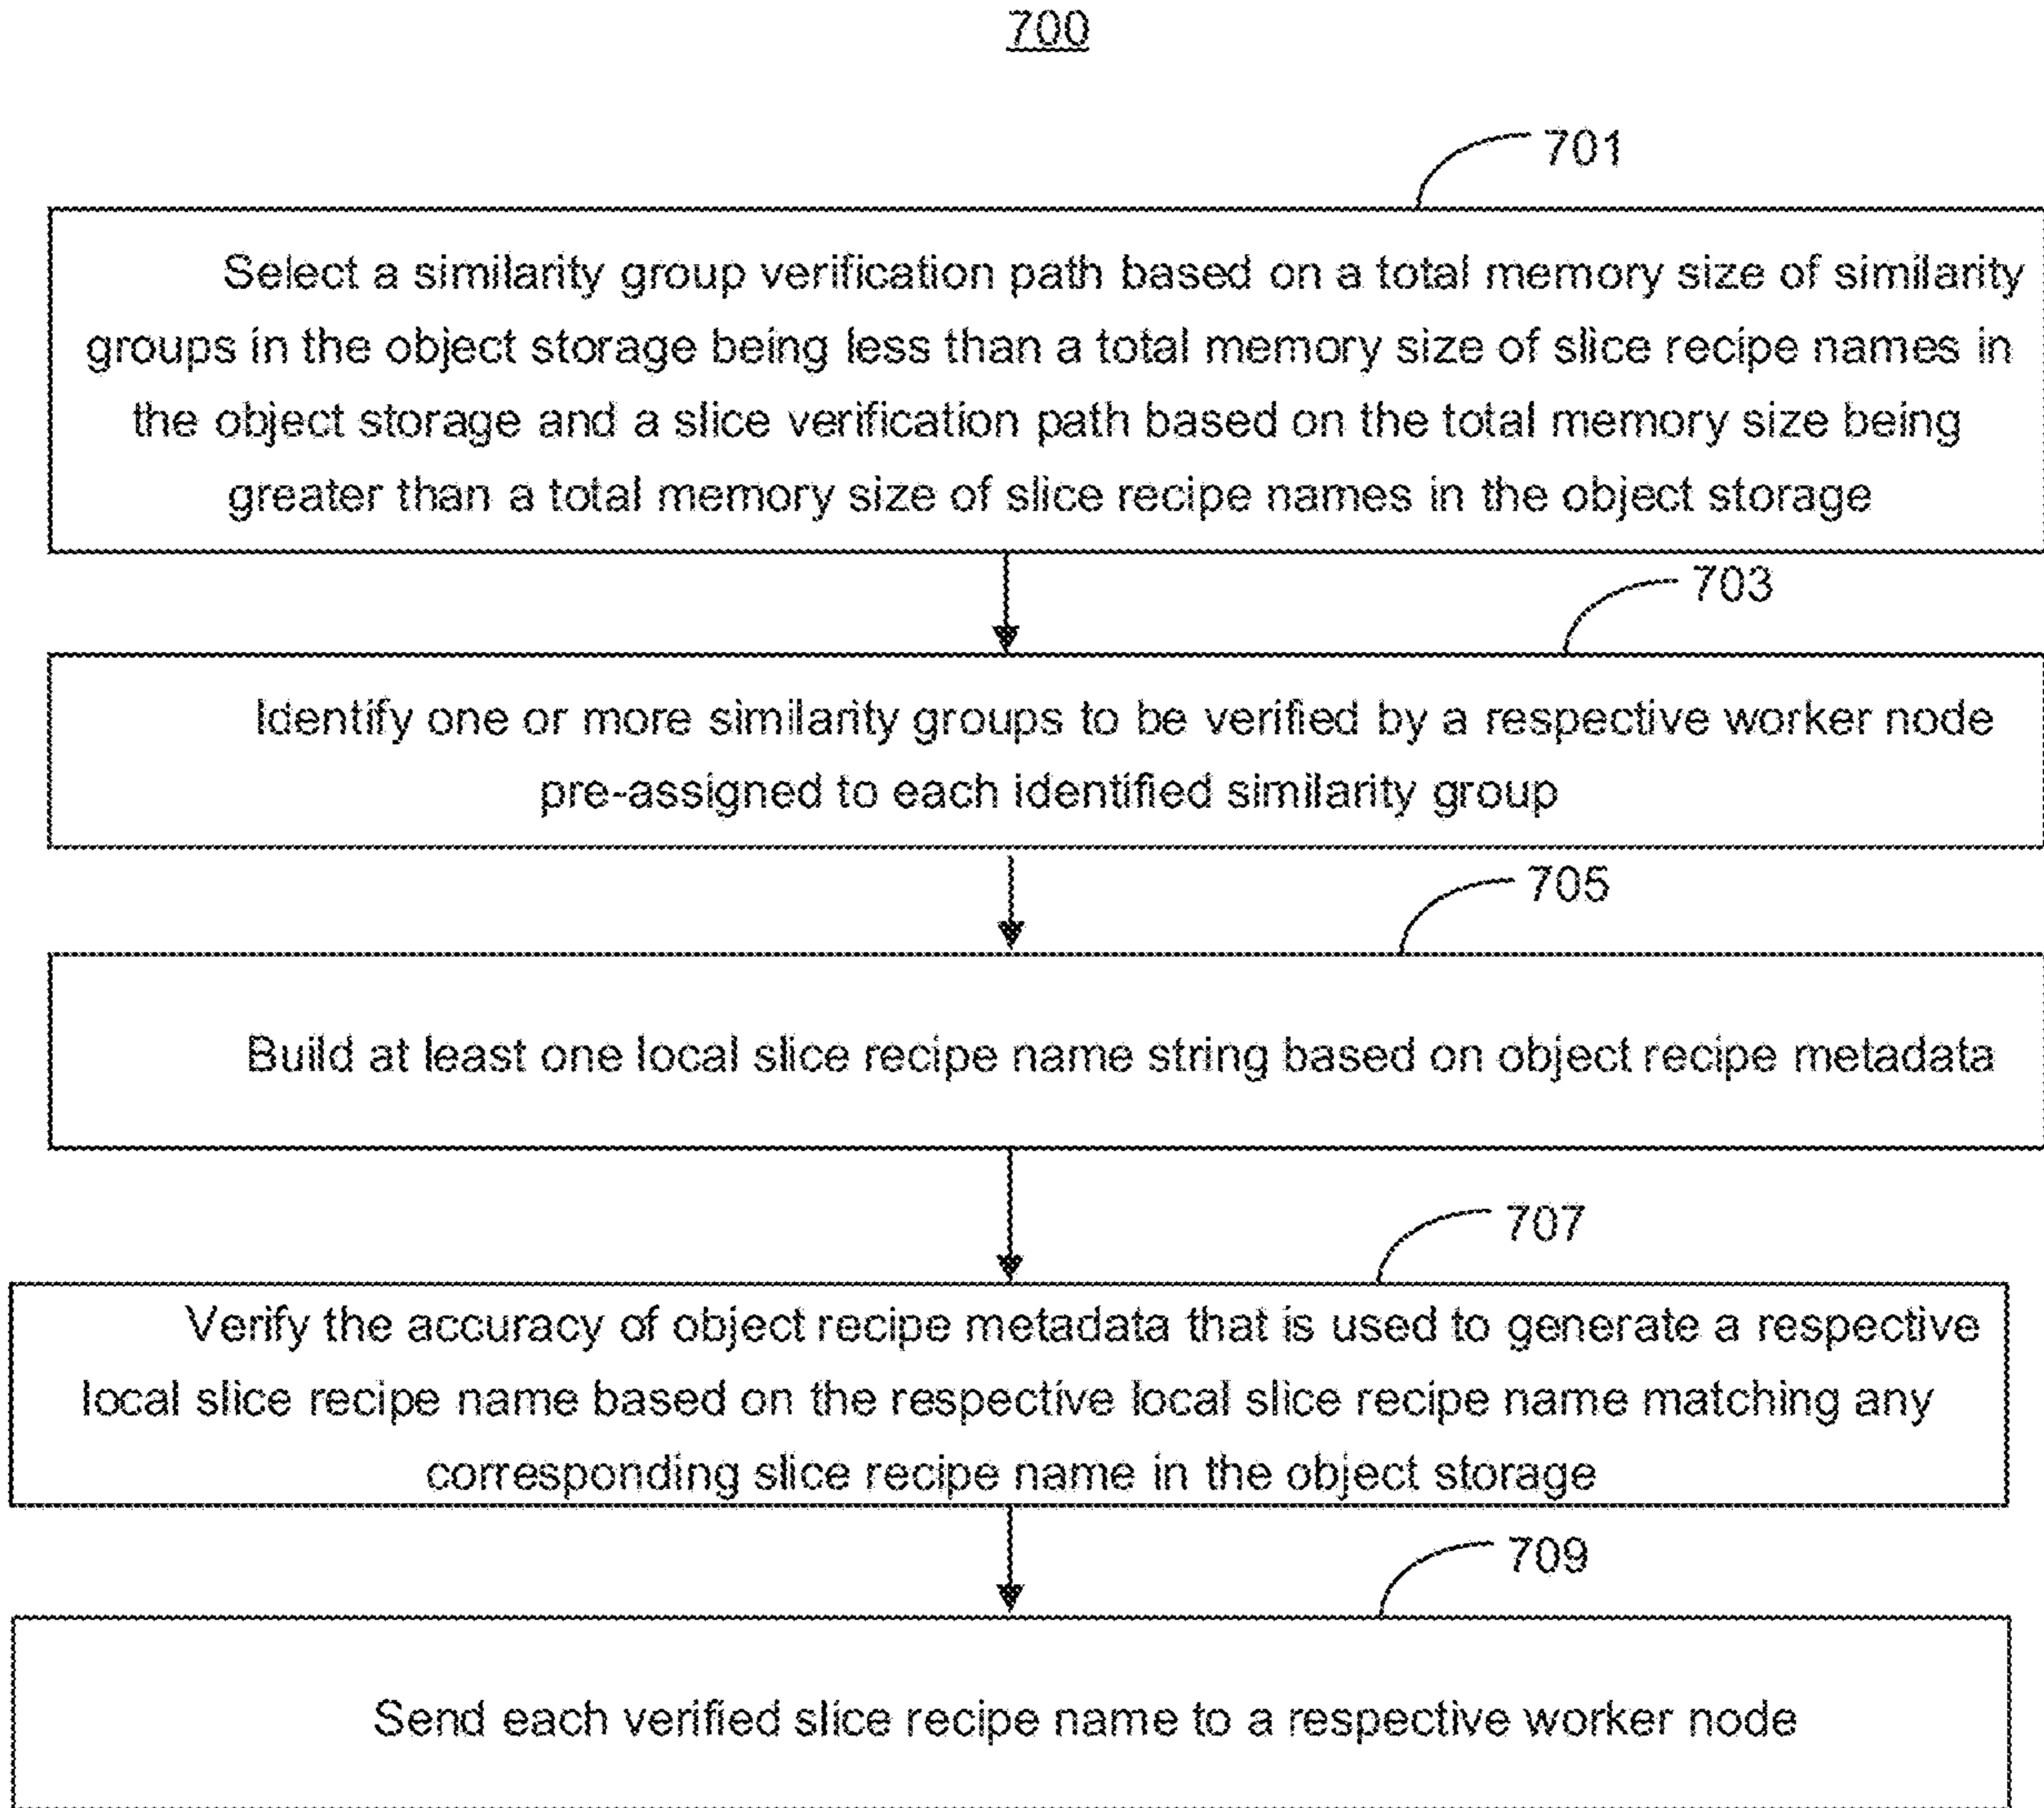 700
701
Select a similarity group verification path based on a total memory size of similarity
groups in the object storage being less than a total memory size of slice recipe names in
the object storage and a slice verification path based on the total memory size being
greater than a total memory size of slice recipe names in the object storage
703
Identify one or more similarity groups to be verified by a respective worker node
pre-assigned to each identified similarity group
705
Build at least one local slice recipe name string based on object recipe metadata
707
Verify the accuracy of object recipe metadata that is used to generate a respective
local slice recipe name based on the respective local slice recipe name matching any
corresponding slice recipe name in the object storage
709
Send each verified slice recipe name to a respective worker node